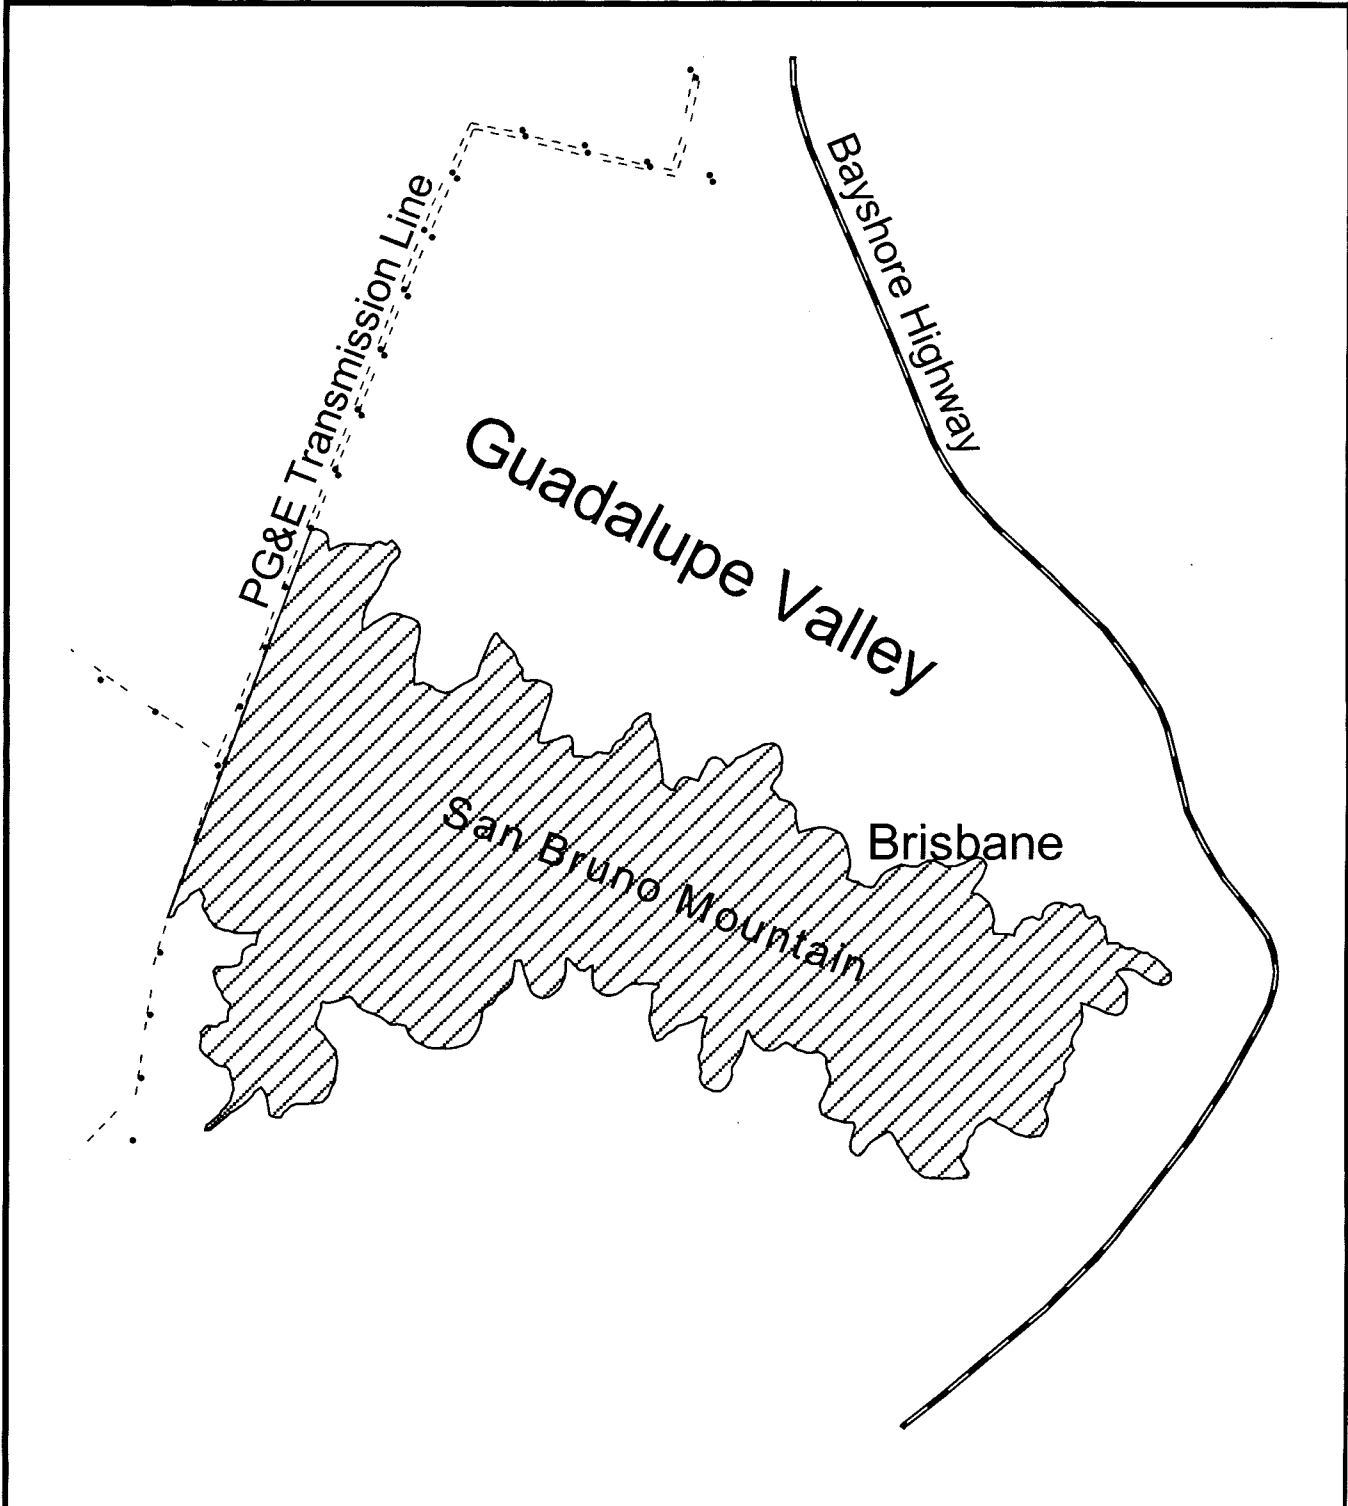 Bayshore Highway
PG&E Transmission Line
Guadalupe Valley
San Bruno Mountain
Brisbane